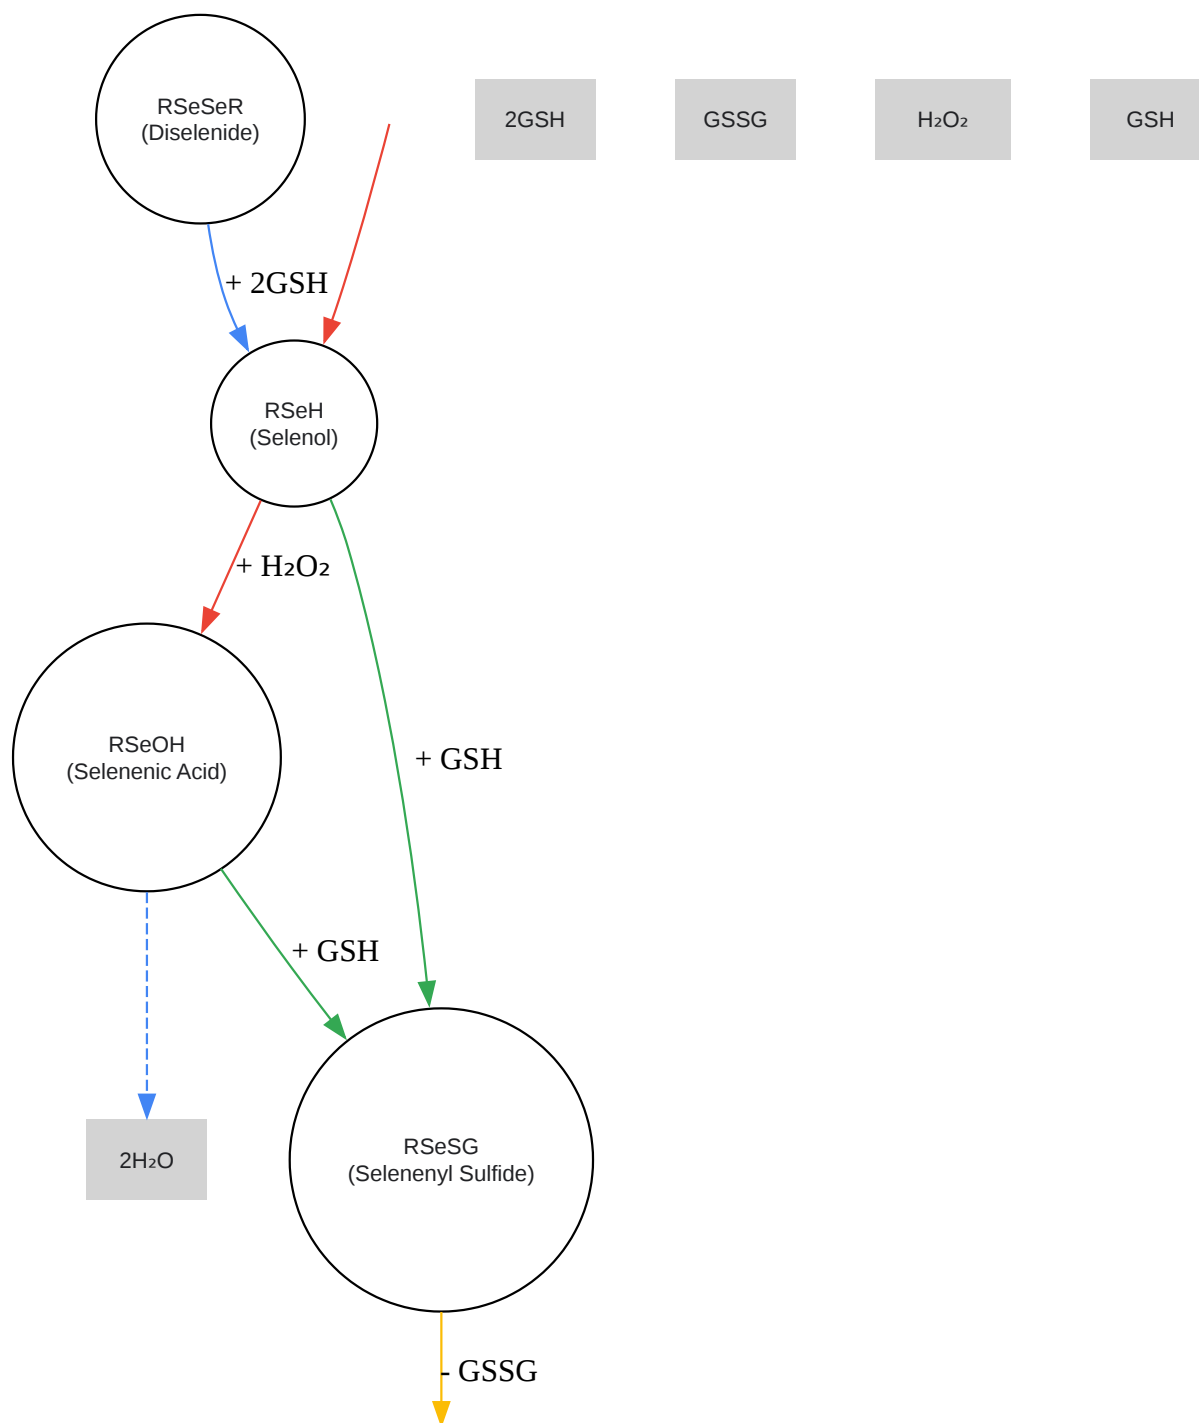 RSeSeR
(Diselenide)
2GSH
GSSG
H₂O₂
GSH
+ 2GSH
RSeH
(Selenol)
+ H₂O₂
RSeOH
(Selenenic Acid)
+ GSH
+ GSH
2H₂O
RSeSG
(Selenenyl Sulfide)
- GSSG